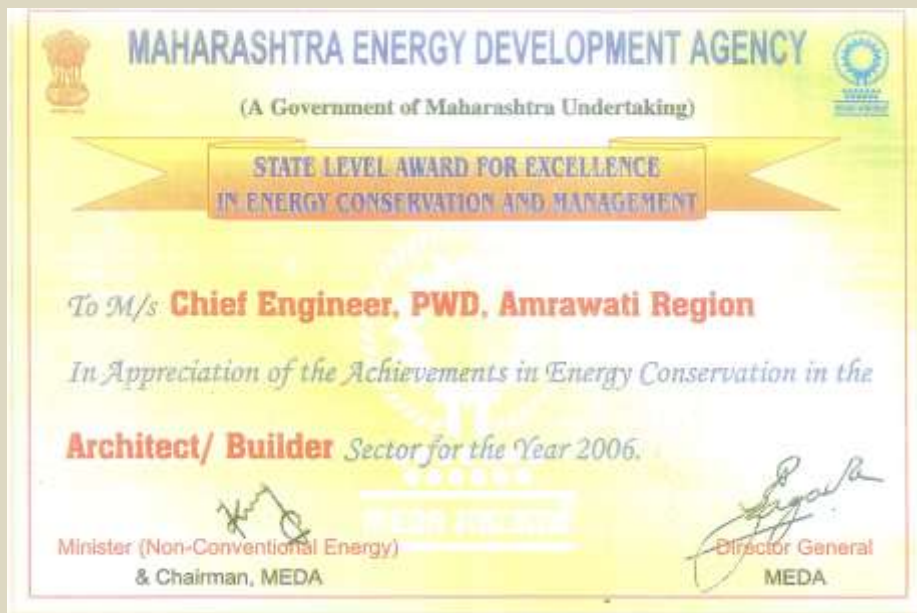 MAHARASHTRA ENERGY DEVELOPMENT AGENCY
(A Government of Maharashtra Undertaking)
STATE LEVEL AWARD FOR EXCELLENCE
IN ENERGY CONSERVATION AND MANAGEMENT
To M/s Chief Engineer, PWD, Amrawati Region
In Appreciation of the Achievements in Energy Conservation in the
Architect/ Builder Sector for the Year 2006.
Minister (Non-Conventional Energy)
& Chairman, MEDA
Director General
MEDA